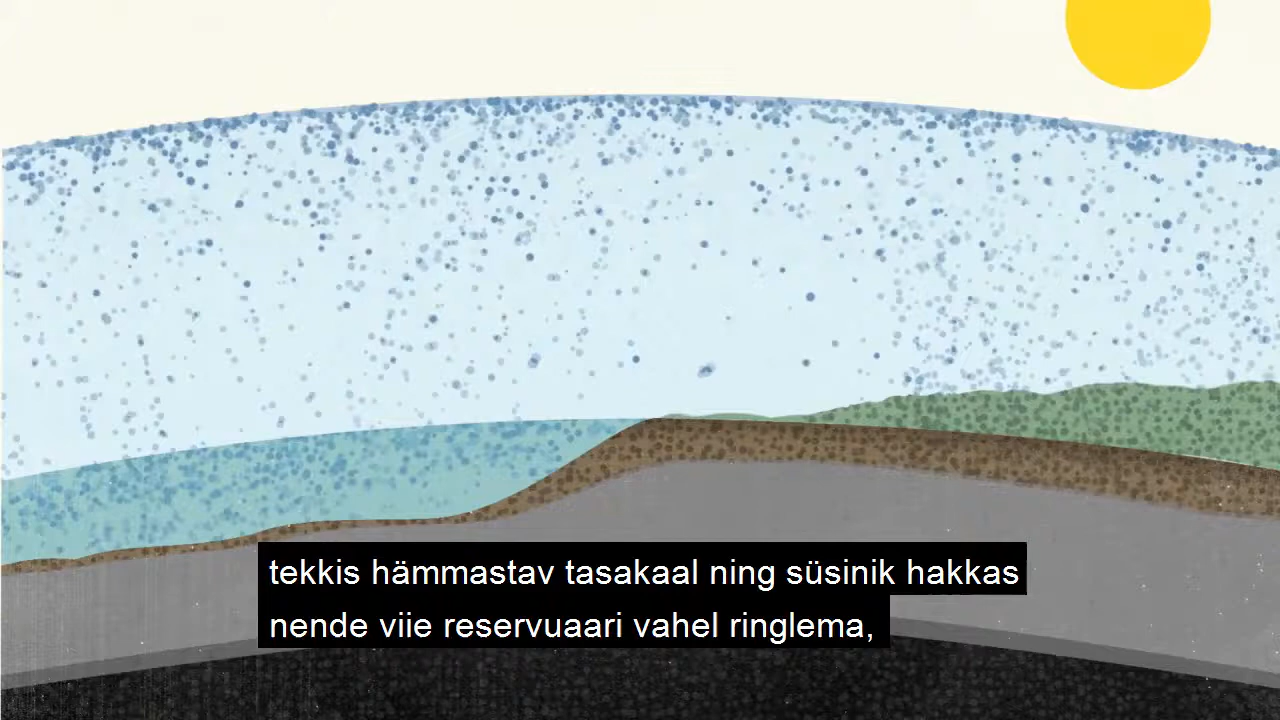 tekkis hämmastav tasakaal ning süsinik hakkas
nende viie reservuaari vahel ringlema,